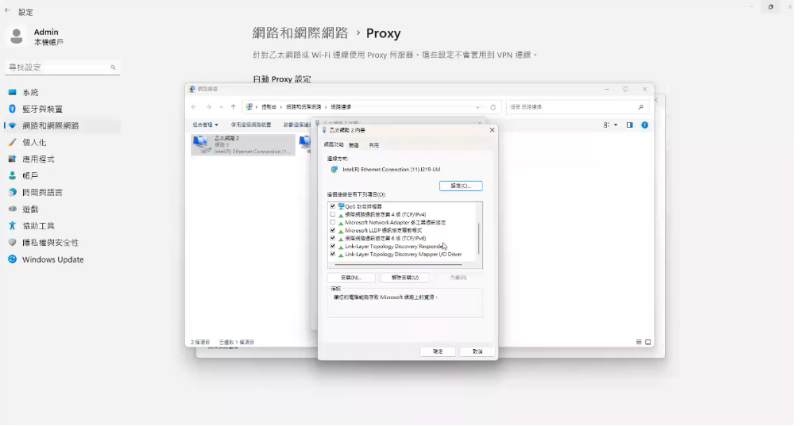 設定
Admin
本機帳戶
尋找設定
系統
藍牙與裝置
網路和網際網路
個人化
應用程式
帳戶
時間與語言
遊戲
協助工具
隱私權與安全性
Windows Update
網路和網際網路 › Proxy
針對乙太網路或 Wi-Fi 連線使用 Proxy 伺服器。這些設定不會套用到 VPN 連線。
自動 Proxy 設定
網路連線
控制台 › 網路和網際網路 › 網路連線
搜尋 網路連線
組合管理
停用這個網路裝置
診斷這個連線
乙太網路 2
網路 2
Intel(R) Ethernet Connection (11) I...
乙太網路 2 內容
網路功能 驗證 共用
連線方式:
Intel(R) Ethernet Connection (11) I219-LM
設定(C)...
這個連線使用下列項目(O):
QoS 封包排程器
網際網路通訊協定第 4 版 (TCP/IPv4)
Microsoft Network Adapter 多工器通訊協定
Microsoft LLDP 通訊協定驅動程式
網際網路通訊協定第 6 版 (TCP/IPv6)
Link-Layer Topology Discovery Responder
Link-Layer Topology Discovery Mapper I/O Driver
安裝(N)... 解除安裝(U) 內容(R)
描述
讓您的電腦能夠存取 Microsoft 網路上的資源。
確定 取消
2 個項目 已選取 1 個項目